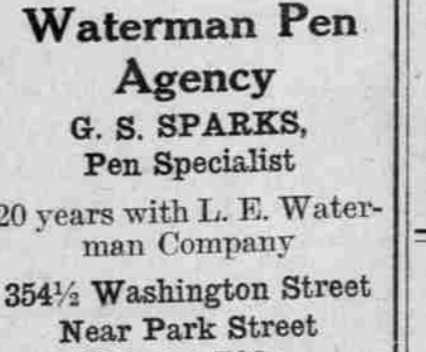 Waterman Pen
Agency
G. S. SPARKS,
Pen Specialist
20 years with L. E. Water-
man Company
354½ Washington Street
Near Park Street